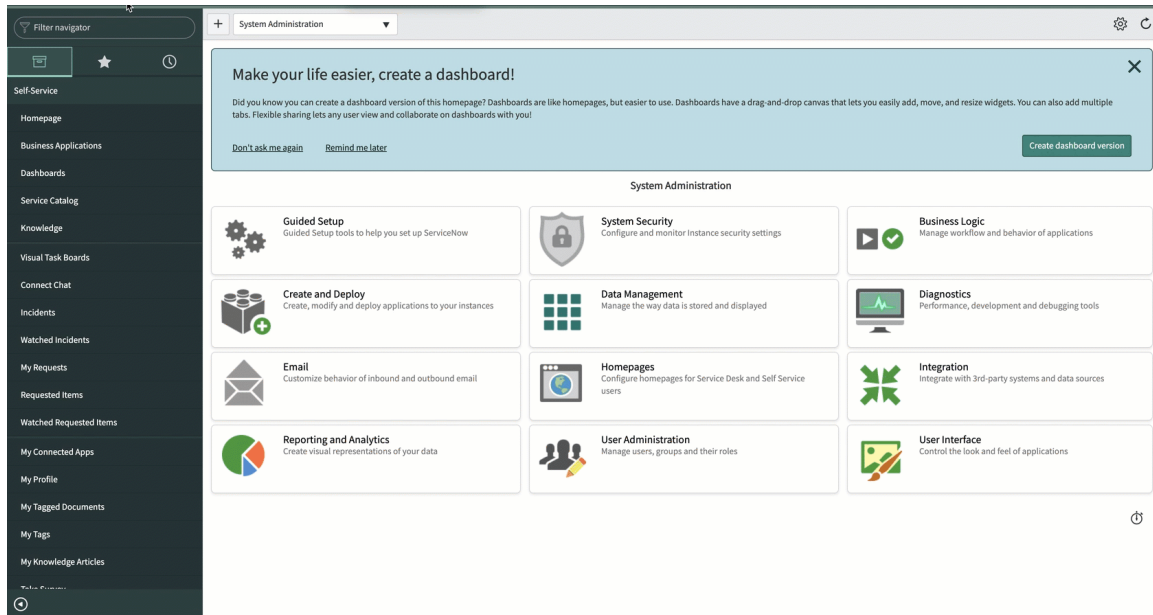 Filter navigator
System Administration
Self-Service
Homepage
Business Applications
Dashboards
Service Catalog
Knowledge
Visual Task Boards
Connect Chat
Incidents
Watched Incidents
My Requests
Requested Items
Watched Requested Items
My Connected Apps
My Profile
My Tagged Documents
My Tags
My Knowledge Articles
Take Survey
Make your life easier, create a dashboard!
Did you know you can create a dashboard version of this homepage? Dashboards are like homepages, but easier to use. Dashboards have a drag-and-drop canvas that lets you easily add, move, and resize widgets. You can also add multiple
tabs. Flexible sharing lets any user view and collaborate on dashboards with you!
Don't ask me again
Remind me later
Create dashboard version
System Administration
Guided Setup
Guided Setup tools to help you set up ServiceNow
System Security
Configure and monitor Instance security settings
Business Logic
Manage workflow and behavior of applications
Create and Deploy
Create, modify and deploy applications to your instances
Data Management
Manage the way data is stored and displayed
Diagnostics
Performance, development and debugging tools
Email
Customize behavior of inbound and outbound email
Homepages
Configure homepages for Service Desk and Self Service
users
Integration
Integrate with 3rd-party systems and data sources
Reporting and Analytics
Create visual representations of your data
User Administration
Manage users, groups and their roles
User Interface
Control the look and feel of applications